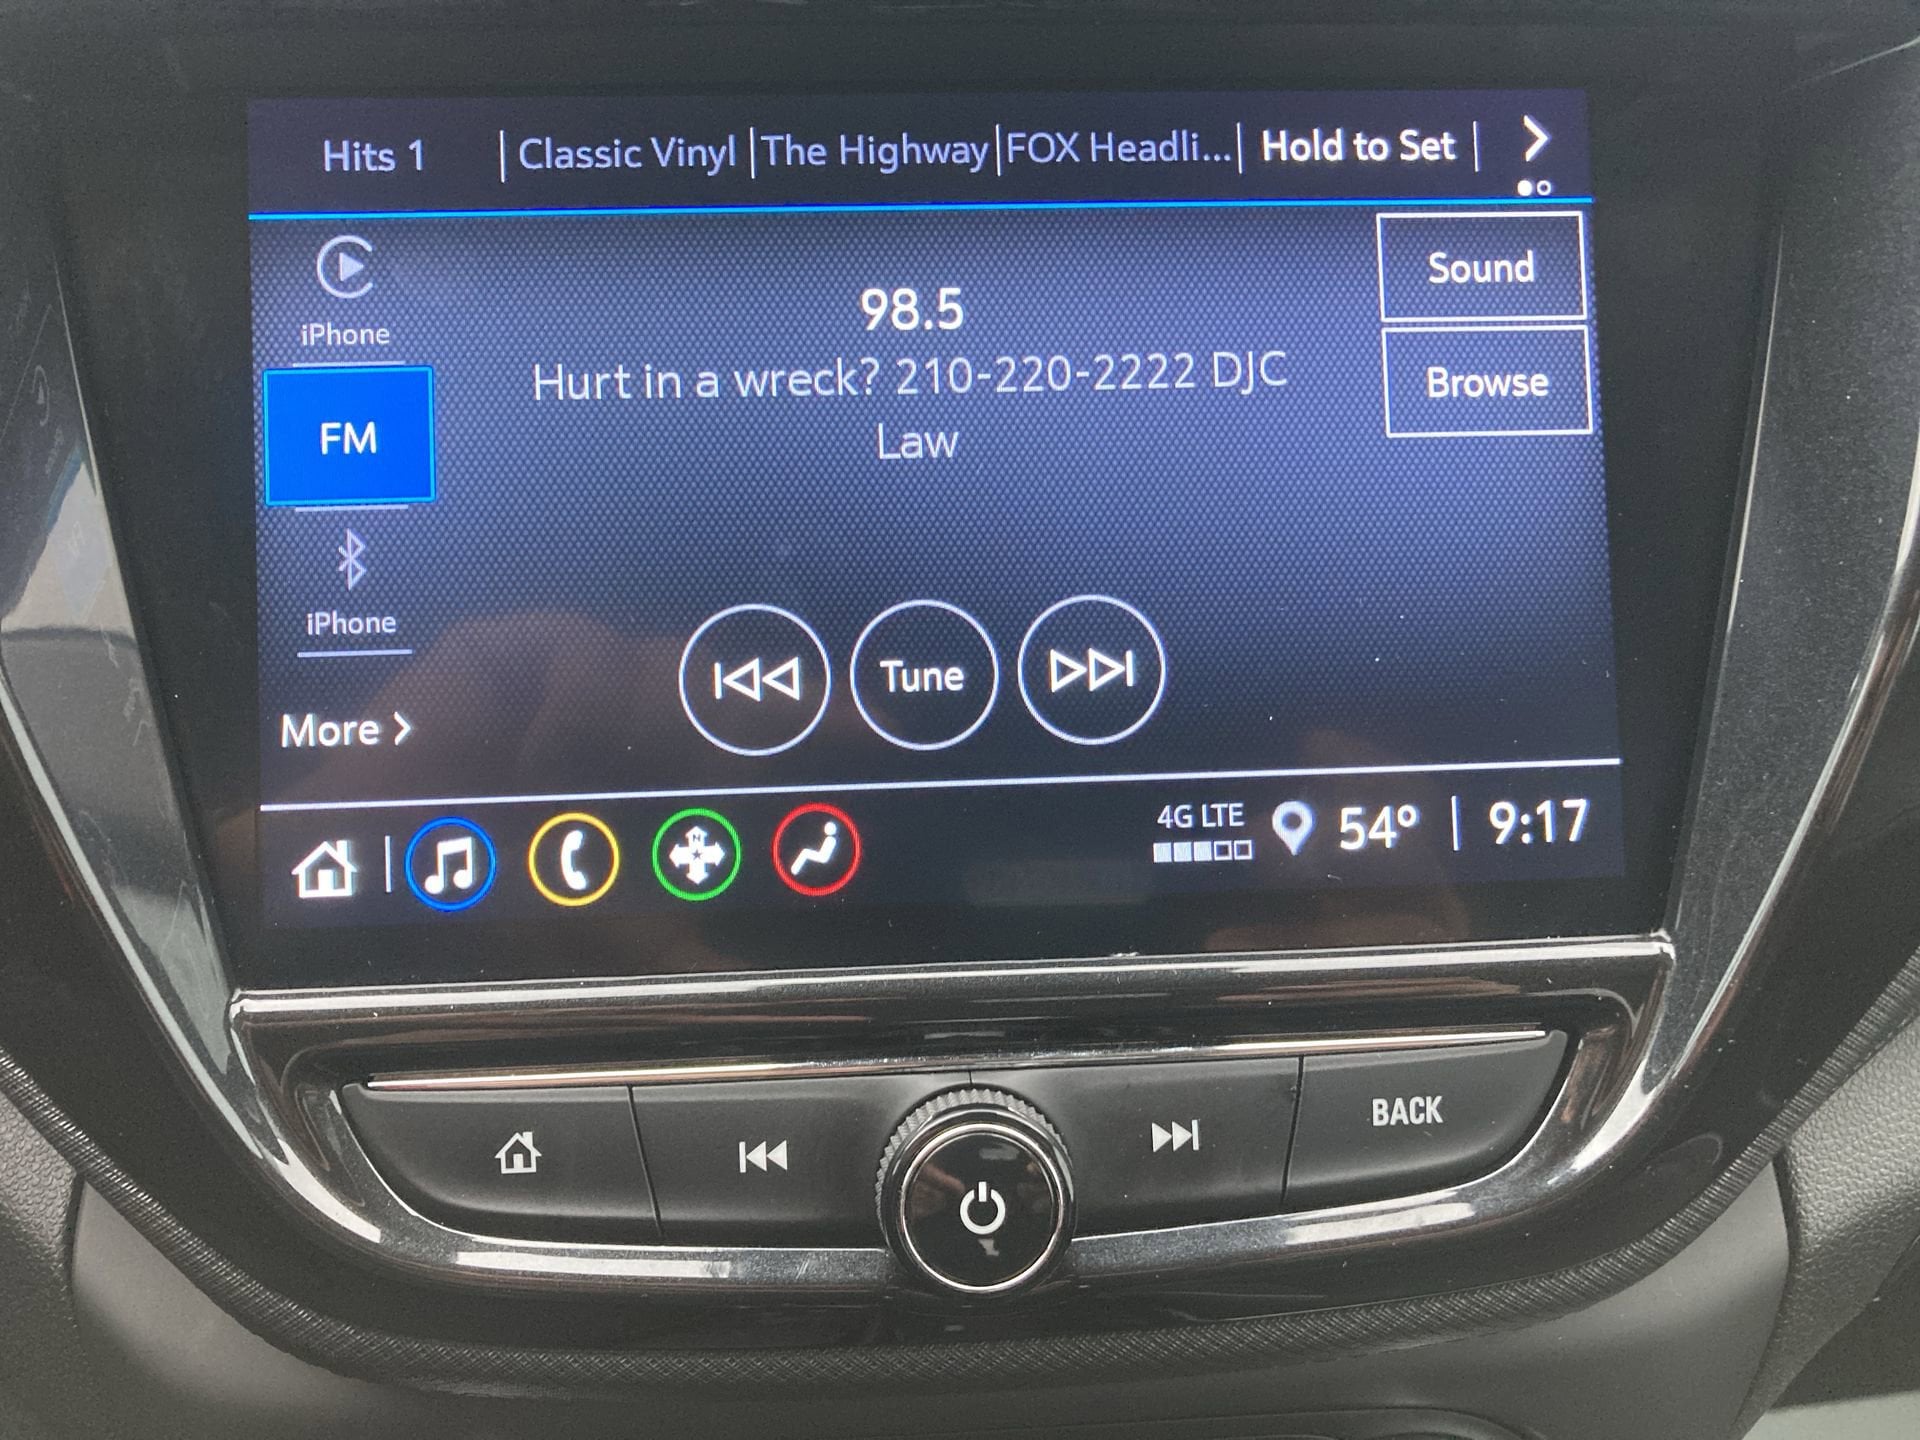 Hits 1 | Classic Vinyl | The Highway | FOX Headli... | Hold to Set |
iPhone
FM
iPhone
More >
98.5
Hurt in a wreck? 210-220-2222 DJC
Law
Sound
Browse
Tune
4G LTE
54° | 9:17
BACK